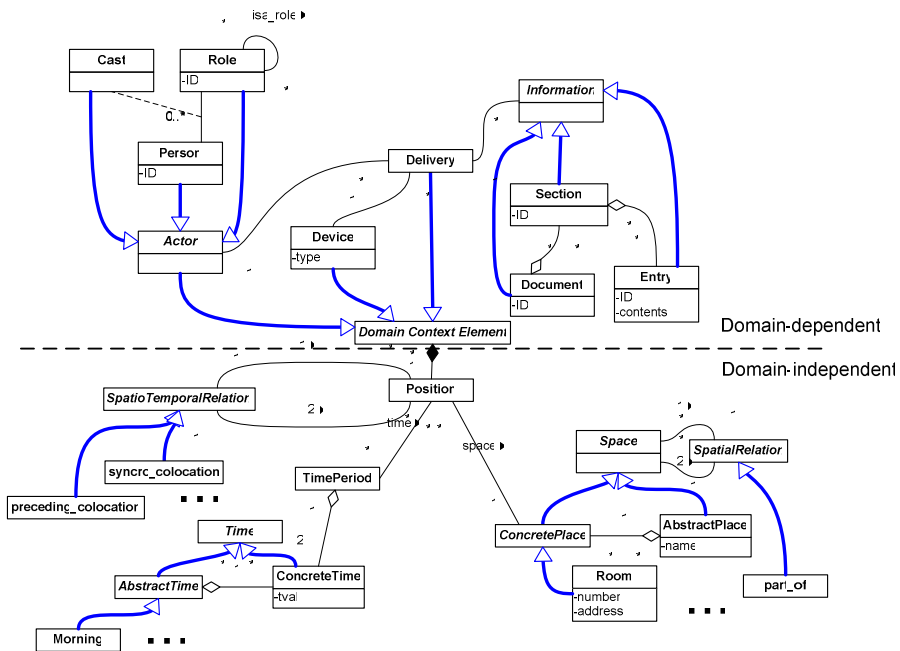 isa_role
Cast
Role
-ID
Information
0..*
Person
-ID
Delivery
Section
-ID
Actor
Device
-type
Document
-ID
Entry
-ID
-contents
Domain Context Element
Domain-dependent
Domain-independent
SpatioTemporalRelation
Position
2
time
space
Space
SpatialRelation
2
syncro_colocation
TimePeriod
preceding_colocation
...
Time
2
ConcretePlace
AbstractPlace
-name
AbstractTime
ConcreteTime
-tval
Room
-number
-address
part_of
...
Morning
...